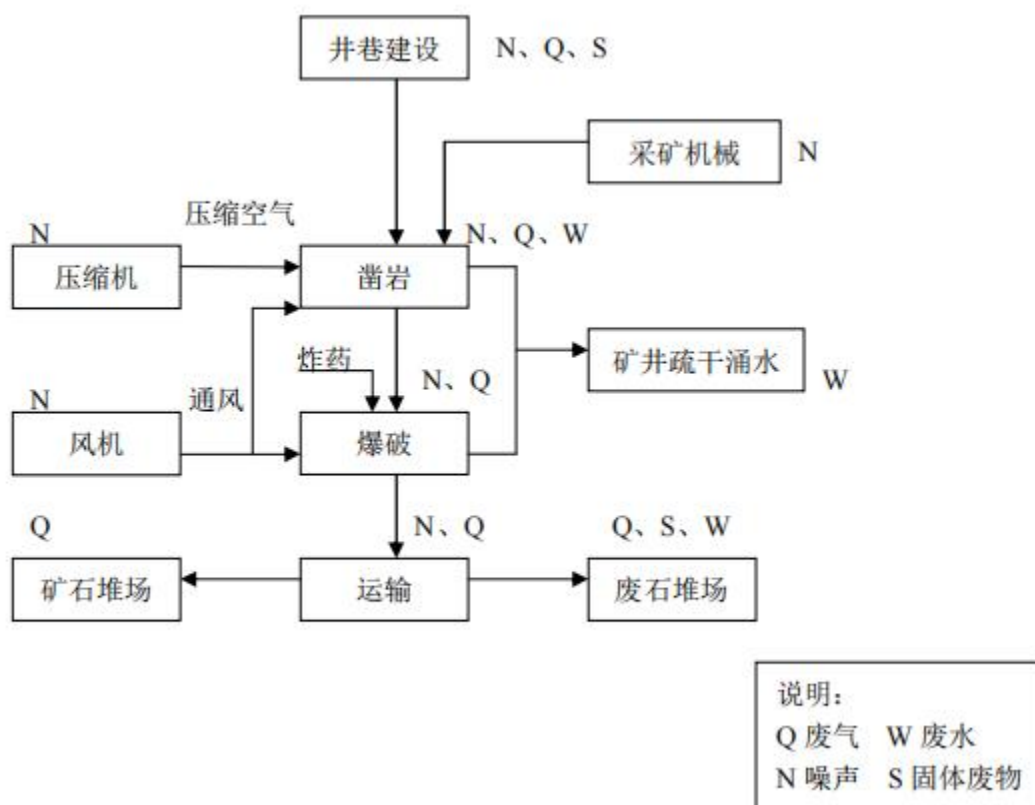 井巷建设 N、Q、S
采矿机械 N
压缩空气
N N、Q、W
压缩机 凿岩
炸药 矿井疏干涌水
N、Q W
N 通风
风机 爆破
Q N、Q Q、S、W
矿石堆场 运输 废石堆场
说明：
Q 废气 W 废水
N 噪声 S 固体废物